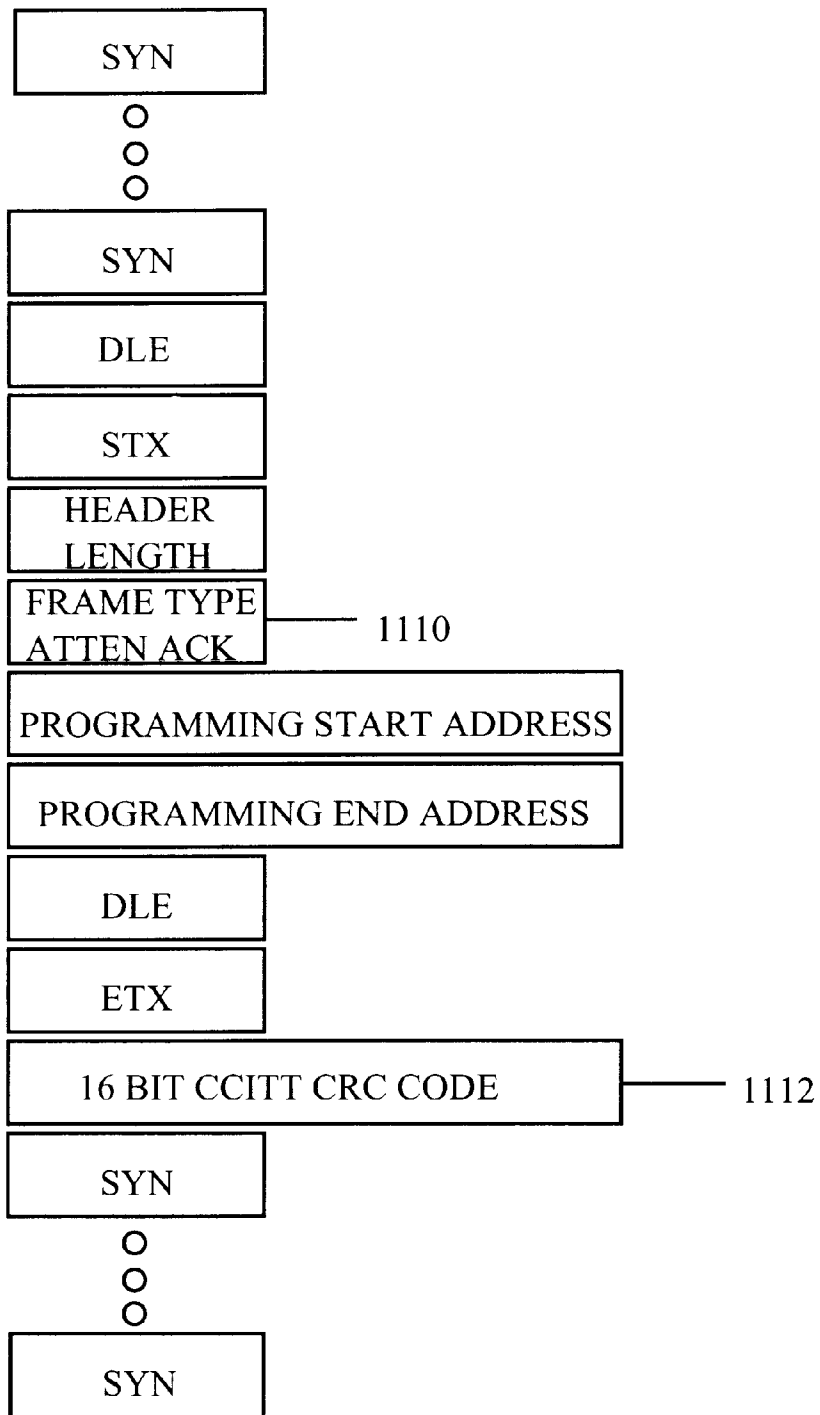 SYN
SYN
DLE
STX
HEADER
LENGTH
FRAME TYPE
ATTEN ACK
1110
PROGRAMMING START ADDRESS
PROGRAMMING END ADDRESS
DLE
ETX
16 BIT CCITT CRC CODE
1112
SYN
SYN